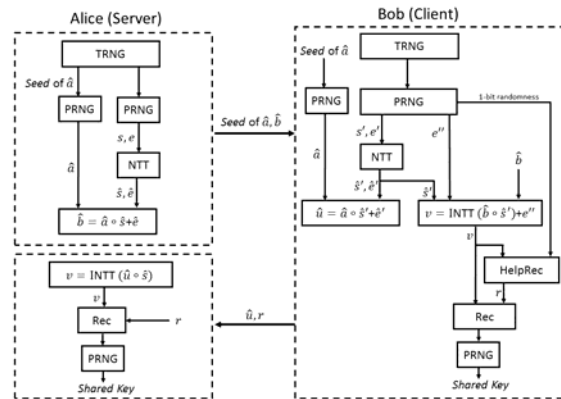 Alice (Server)
TRNG
Seed of â
PRNG
PRNG
s, e
â
NTT
ŝ, ê
b̂ = â ∘ ŝ+ê
Seed of â, b̂
Bob (Client)
Seed of â
TRNG
PRNG
PRNG
1-bit randomness
s′, e′
e′′
â
NTT
b̂
ŝ′, ê′
ŝ′
û = â ∘ ŝ′+ê′
v = INTT (b̂ ∘ ŝ′)+e′′
v
HelpRec
r
Rec
PRNG
Shared Key
û, r
v = INTT (û ∘ ŝ)
v
Rec
r
PRNG
Shared Key